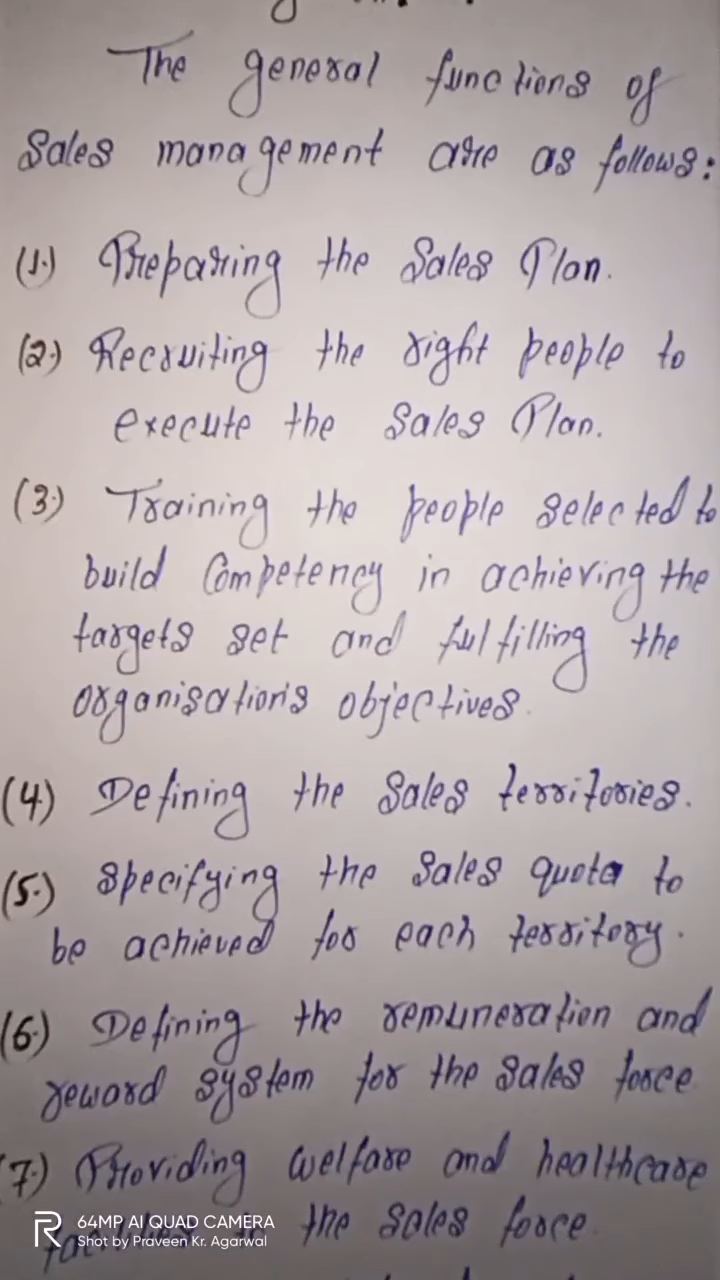 The general functions of
Sales management are as follows:
(1.) Preparing the Sales Plan.
(2.) Recruiting the right people to
execute the Sales Plan.
(3.) Training the people selected to
build Competency in achieving the
targets set and fulfilling the
organisation's objectives.
(4.) Defining the Sales territories.
(5.) Specifying the Sales quota to
be achieved for each territory.
(6.) Defining the remuneration and
reward system for the Sales force
(7.) Providing welfare and healthcare
the Sales force.
64MP AI QUAD CAMERA
Shot by Praveen Kr. Agarwal